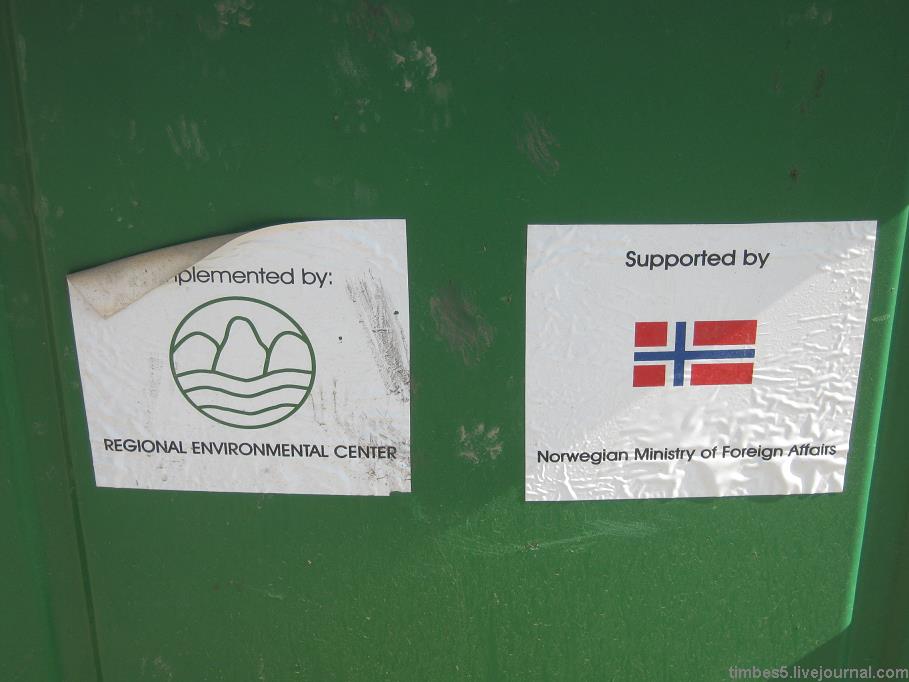 mplemented by:
REGIONAL ENVIRONMENTAL CENTER
Supported by
Norwegian Ministry of Foreign Affairs
timbes5.livejournal.com